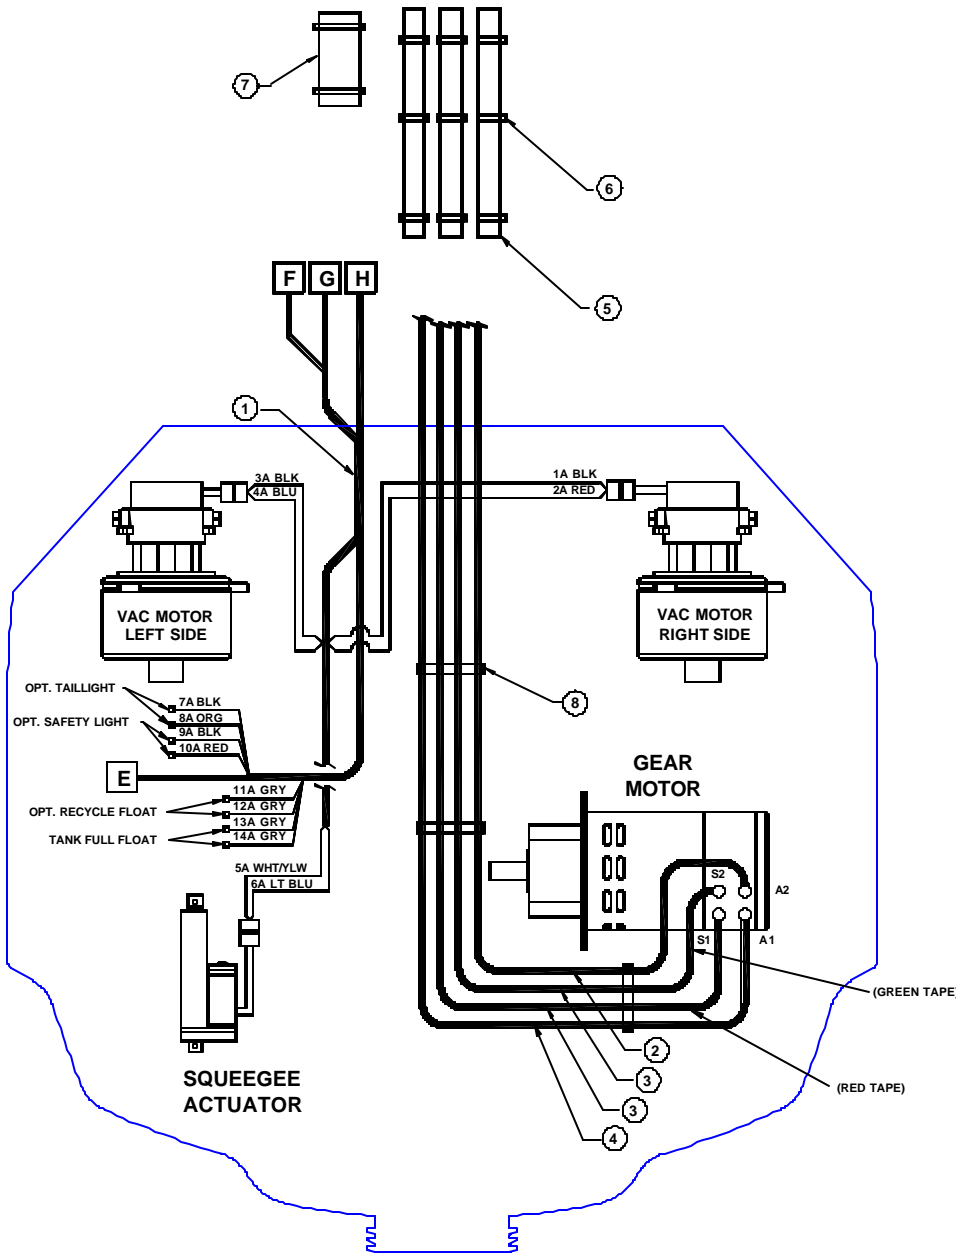 7
6
5
F G H
1
3A BLK
4A BLU
1A BLK
2A RED
VAC MOTOR
LEFT SIDE
VAC MOTOR
RIGHT SIDE
8
OPT. TAILLIGHT
7A BLK
8A ORG
OPT. SAFETY LIGHT
9A BLK
10A RED
E
11A GRY
OPT. RECYCLE FLOAT
12A GRY
13A GRY
TANK FULL FLOAT
14A GRY
5A WHT/YLW
6A LT BLU
GEAR
MOTOR
S2
A2
S1
A1
(GREEN TAPE)
(RED TAPE)
2
3
3
4
SQUEEGEE
ACTUATOR